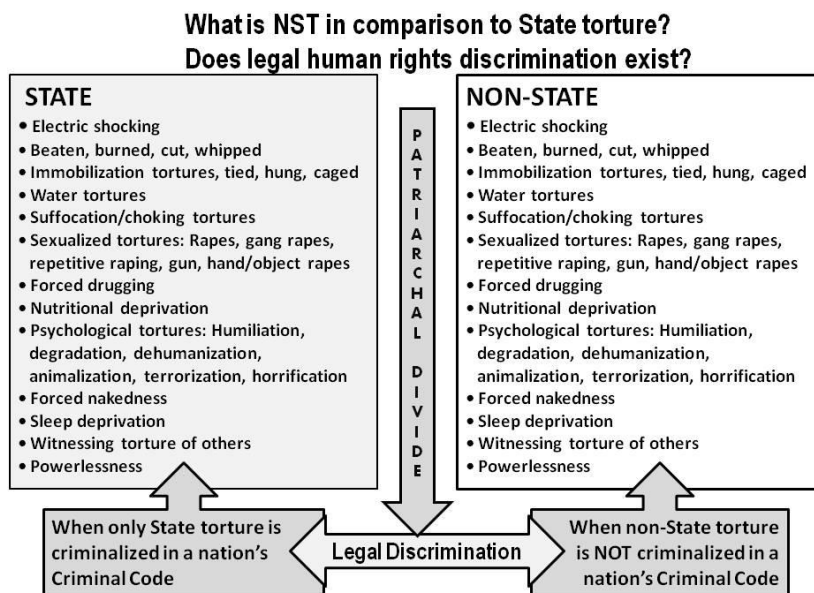 What is NST in comparison to State torture?
Does legal human rights discrimination exist?
STATE
• Electric shocking
• Beaten, burned, cut, whipped
• Immobilization tortures, tied, hung, caged
• Water tortures
• Suffocation/choking tortures
• Sexualized tortures: Rapes, gang rapes,
repetitive raping, gun, hand/object rapes
• Forced drugging
• Nutritional deprivation
• Psychological tortures: Humiliation,
degradation, dehumanization,
animalization, terrorization, horrification
• Forced nakedness
• Sleep deprivation
• Witnessing torture of others
• Powerlessness
PATRIARCHAL DIVIDE
NON-STATE
• Electric shocking
• Beaten, burned, cut, whipped
• Immobilization tortures, tied, hung, caged
• Water tortures
• Suffocation/choking tortures
• Sexualized tortures: Rapes, gang rapes,
repetitive raping, gun, hand/object rapes
• Forced drugging
• Nutritional deprivation
• Psychological tortures: Humiliation,
degradation, dehumanization,
animalization, terrorization, horrification
• Forced nakedness
• Sleep deprivation
• Witnessing torture of others
• Powerlessness
When only State torture is
criminalized in a nation's
Criminal Code
Legal Discrimination
When non-State torture
is NOT criminalized in a
nation's Criminal Code